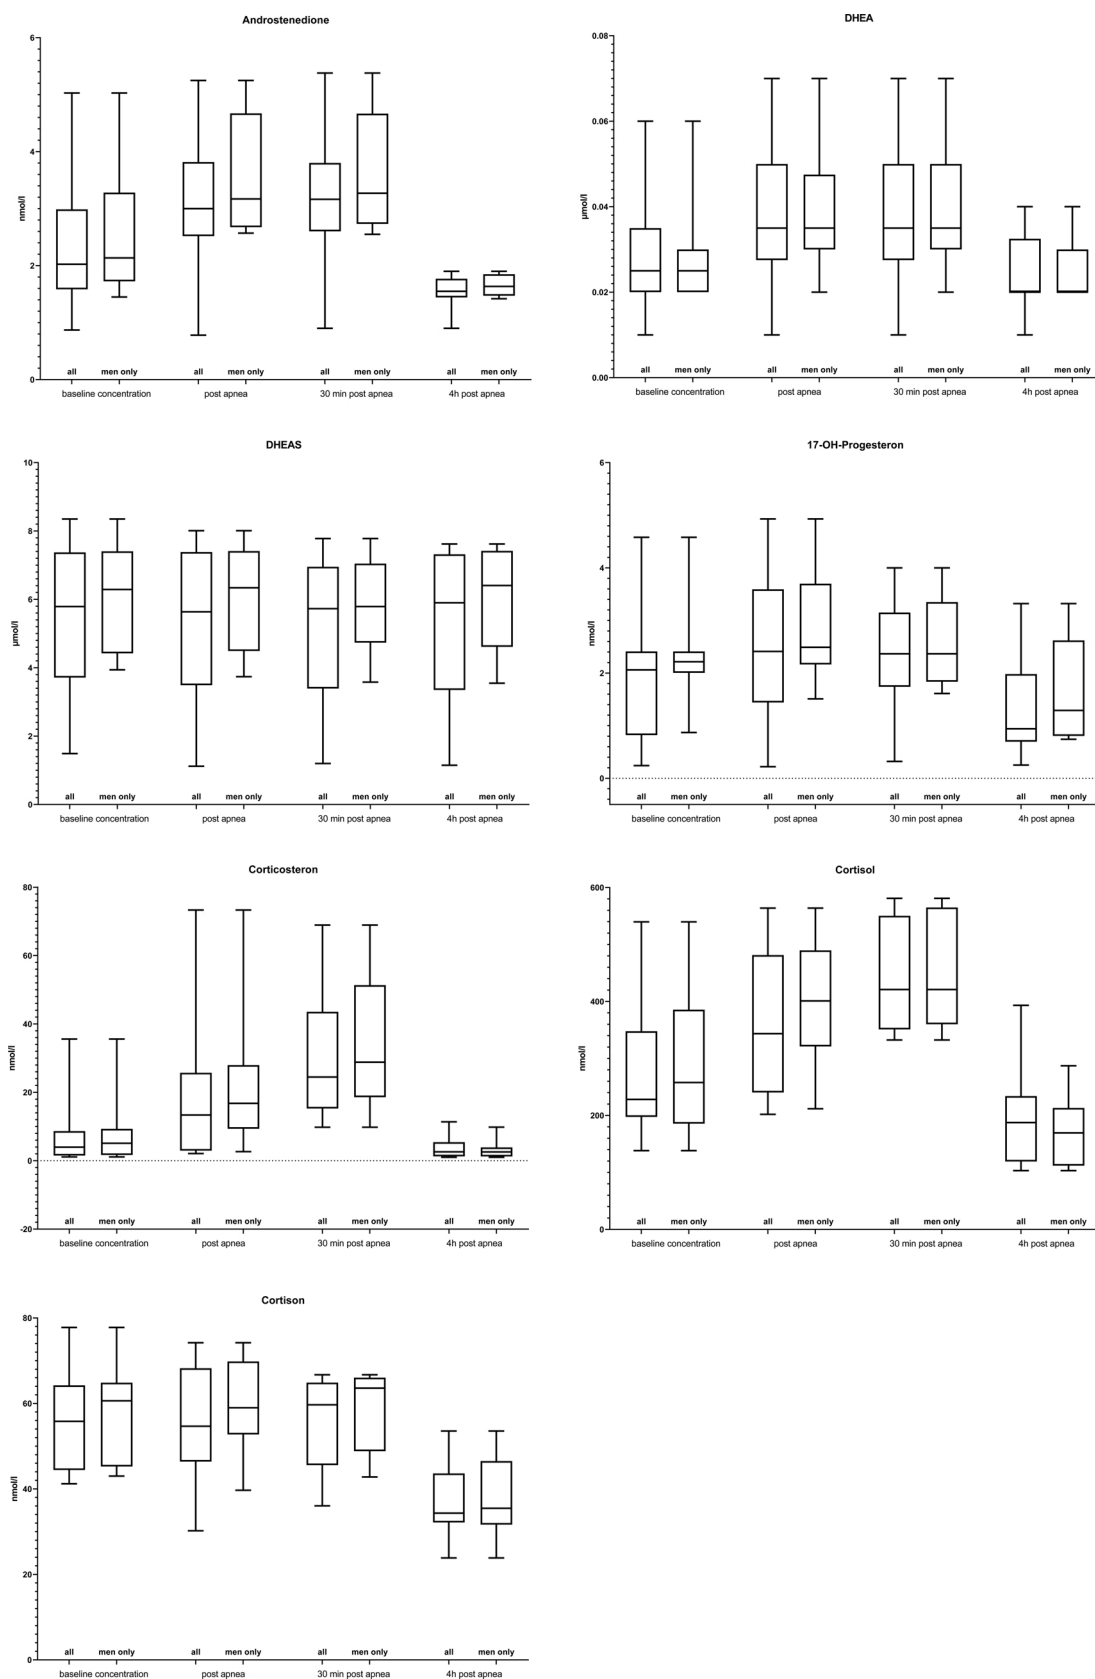 Androstenedione
6
4
2
0
nmol/l
all men only all men only all men only all men only
baseline concentration post apnea 30 min post apnea 4h post apnea
DHEA
0.08
0.06
0.04
0.02
0.00
µmol/l
all men only all men only all men only all men only
baseline concentration post apnea 30 min post apnea 4h post apnea
DHEAS
10
8
6
4
2
0
µmol/l
all men only all men only all men only all men only
baseline concentration post apnea 30 min post apnea 4h post apnea
17-OH-Progesteron
6
4
2
0
nmol/l
all men only all men only all men only all men only
baseline concentration post apnea 30 min post apnea 4h post apnea
Corticosteron
80
60
40
20
0
-20
nmol/l
all men only all men only all men only all men only
baseline concentration post apnea 30 min post apnea 4h post apnea
Cortisol
600
400
200
0
nmol/l
all men only all men only all men only all men only
baseline concentration post apnea 30 min post apnea 4h post apnea
Cortison
80
60
40
20
0
nmol/l
all men only all men only all men only all men only
baseline concentration post apnea 30 min post apnea 4h post apnea